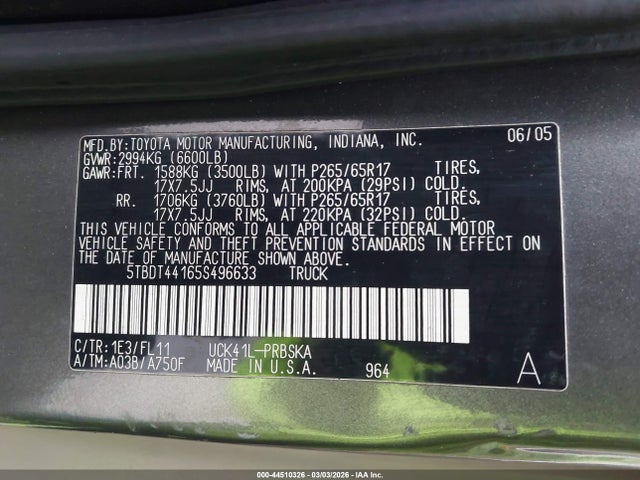 MFD.BY:TOYOTA MOTOR MANUFACTURING, INDIANA, INC. 06/05
GVWR:2994KG (6600LB)
GAWR:FRT. 1588KG (3500LB) WITH P265/65R17 TIRES,
17X7.5JJ RIMS, AT 200KPA (29PSI) COLD.
RR. 1706KG (3760LB) WITH P265/65R17 TIRES,
17X7.5JJ RIMS, AT 220KPA (32PSI) COLD.
THIS VEHICLE CONFORMS TO ALL APPLICABLE FEDERAL MOTOR
VEHICLE SAFETY AND THEFT PREVENTION STANDARDS IN EFFECT ON
THE DATE OF MANUFACTURE SHOWN ABOVE.
5TBDT44165S496633 TRUCK
C/TR:1E3/FL11 UCK41L-PRBSKA
A/TM:A03B/A750F MADE IN U.S.A. 964 A
000-44510326 - 03/03/2026 - IAA Inc.